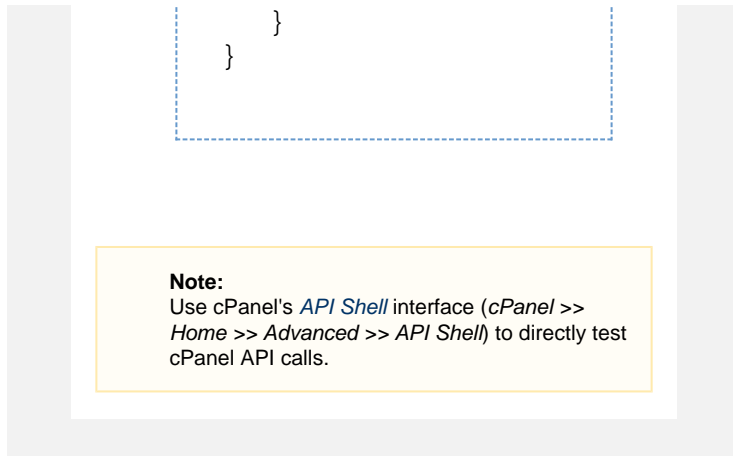 }
}
Note:
Use cPanel's API Shell interface (cPanel >>
Home >> Advanced >> API Shell) to directly test
cPanel API calls.